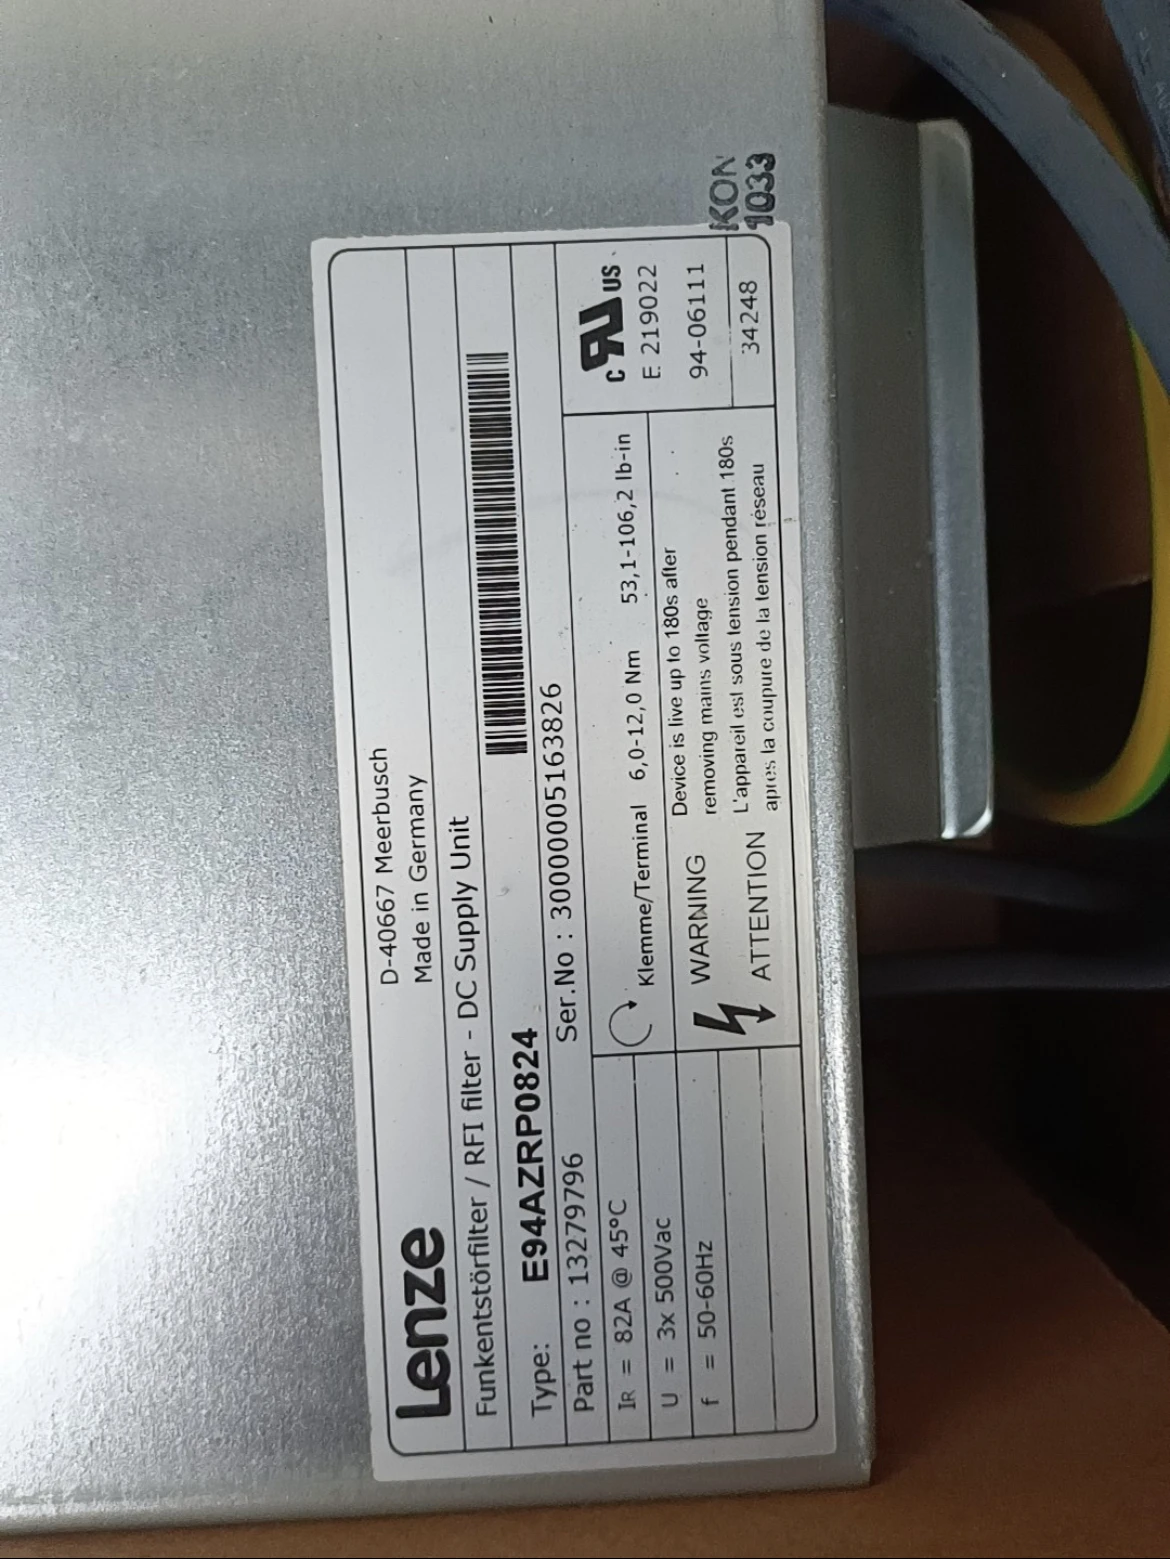 Lenze
D-40667 Meerbusch
Made in Germany
Funkentstörfilter / RFI filter - DC Supply Unit
Type: E94AZRP0824
Part no : 13279796 Ser.No : 3000005163826
IR = 82A @ 45°C
U = 3x 500Vac
f = 50-60Hz
Klemme/Terminal 6,0-12,0 Nm 53,1-106,2 lb-in
WARNING
Device is live up to 180s after
removing mains voltage
ATTENTION
L'appareil est sous tension pendant 180s
apres la coupure de la tension réseau
C RU US
E 219022
94-06111
34248
KON
1033